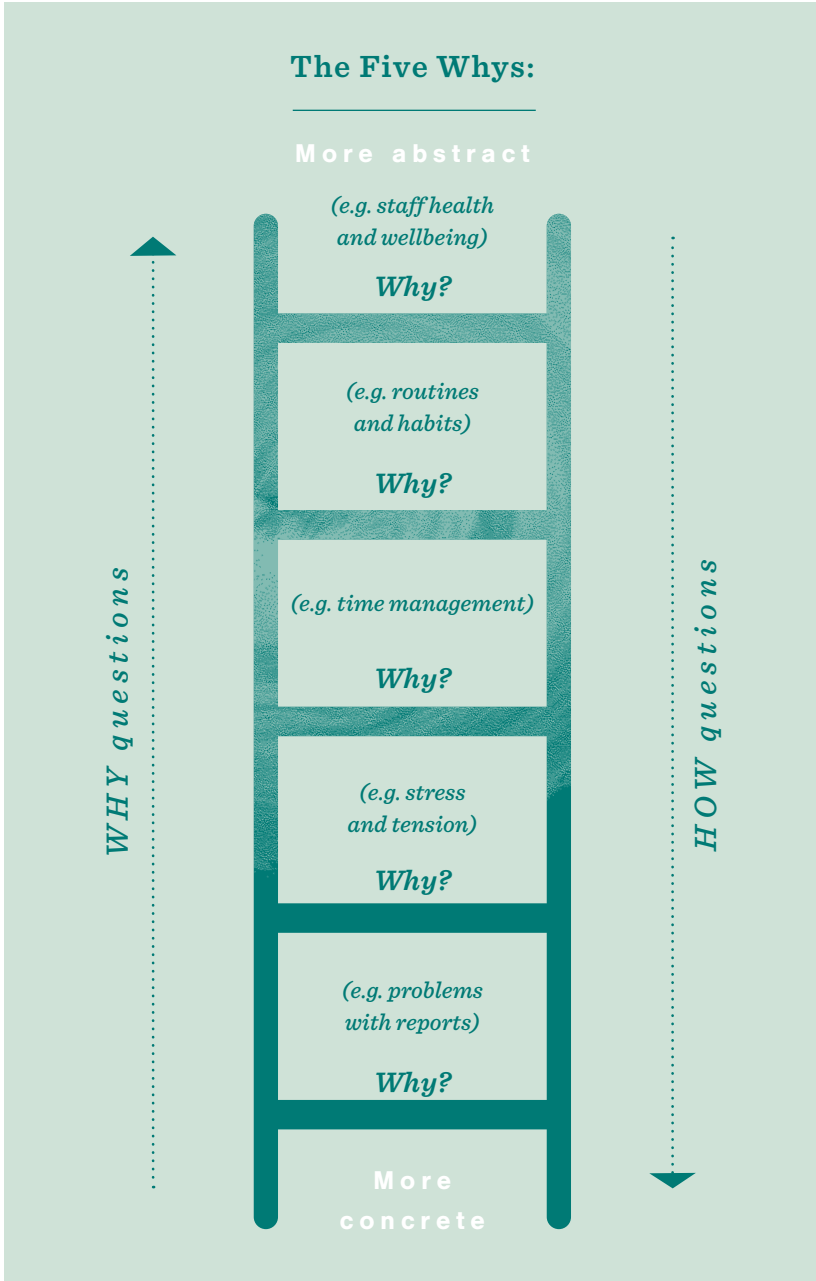 The Five Whys:
More abstract
(e.g. staff health
and wellbeing)
Why?
(e.g. routines
and habits)
Why?
(e.g. time management)
Why?
(e.g. stress
and tension)
Why?
(e.g. problems
with reports)
Why?
More
concrete
WHY questions
HOW questions